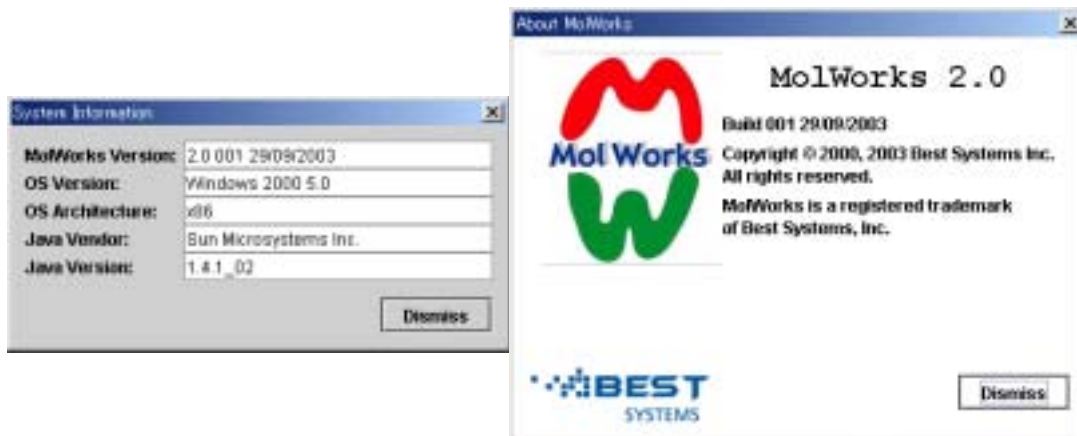 System Information
MolWorks Version: 2.0 001 29/09/2003
OS Version: Windows 2000 5.0
OS Architecture: x86
Java Vendor: Sun Microsystems Inc.
Java Version: 1.4.1_02
Dismiss
About MolWorks
Mol Works
MolWorks 2.0
Build 001 29/09/2003
Copyright © 2000, 2003 Best Systems Inc.
All rights reserved.
MolWorks is a registered trademark
of Best Systems, Inc.
BEST
SYSTEMS
Dismiss